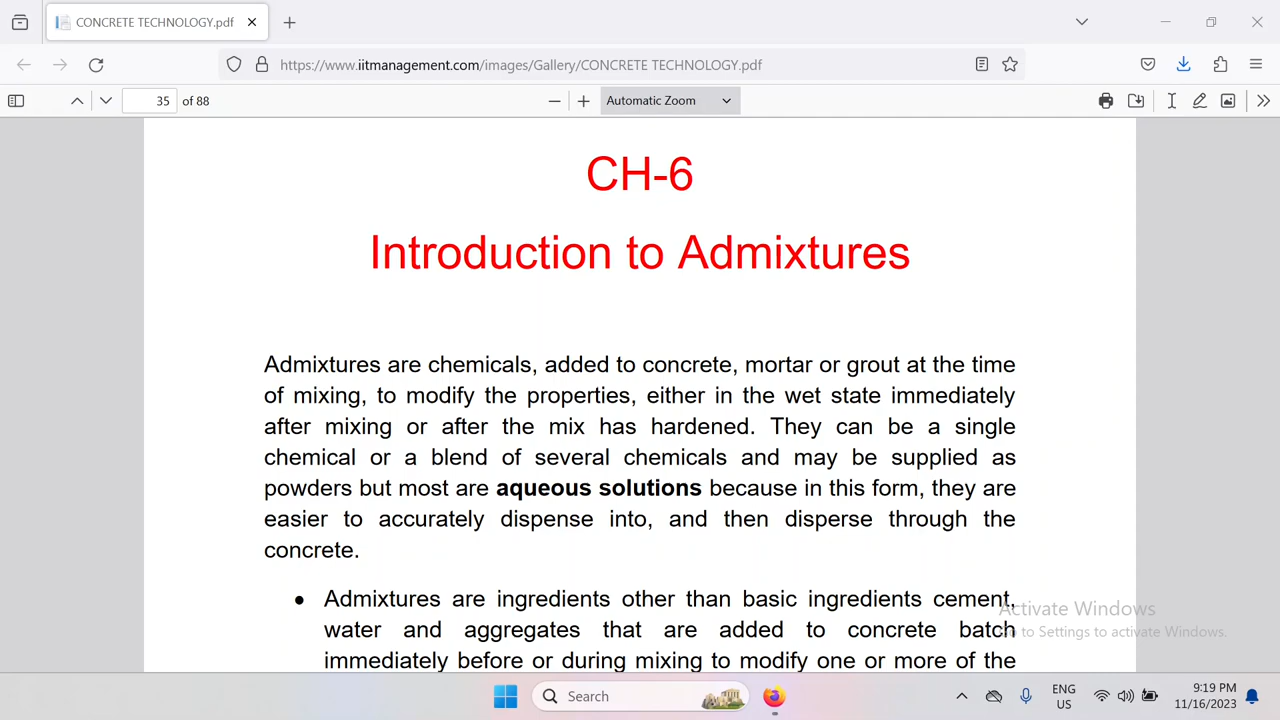 CONCRETE TECHNOLOGY.pdf
https://www.iitmanagement.com/images/Gallery/CONCRETE TECHNOLOGY.pdf
35 of 88
Automatic Zoom
CH-6
Introduction to Admixtures
Admixtures are chemicals, added to concrete, mortar or grout at the time
of mixing, to modify the properties, either in the wet state immediately
after mixing or after the mix has hardened. They can be a single
chemical or a blend of several chemicals and may be supplied as
powders but most are aqueous solutions because in this form, they are
easier to accurately dispense into, and then disperse through the
concrete.
• Admixtures are ingredients other than basic ingredients cement,
water and aggregates that are added to concrete batch
immediately before or during mixing to modify one or more of the
Activate Windows
Go to Settings to activate Windows.
Search
ENG
US
9:19 PM
11/16/2023